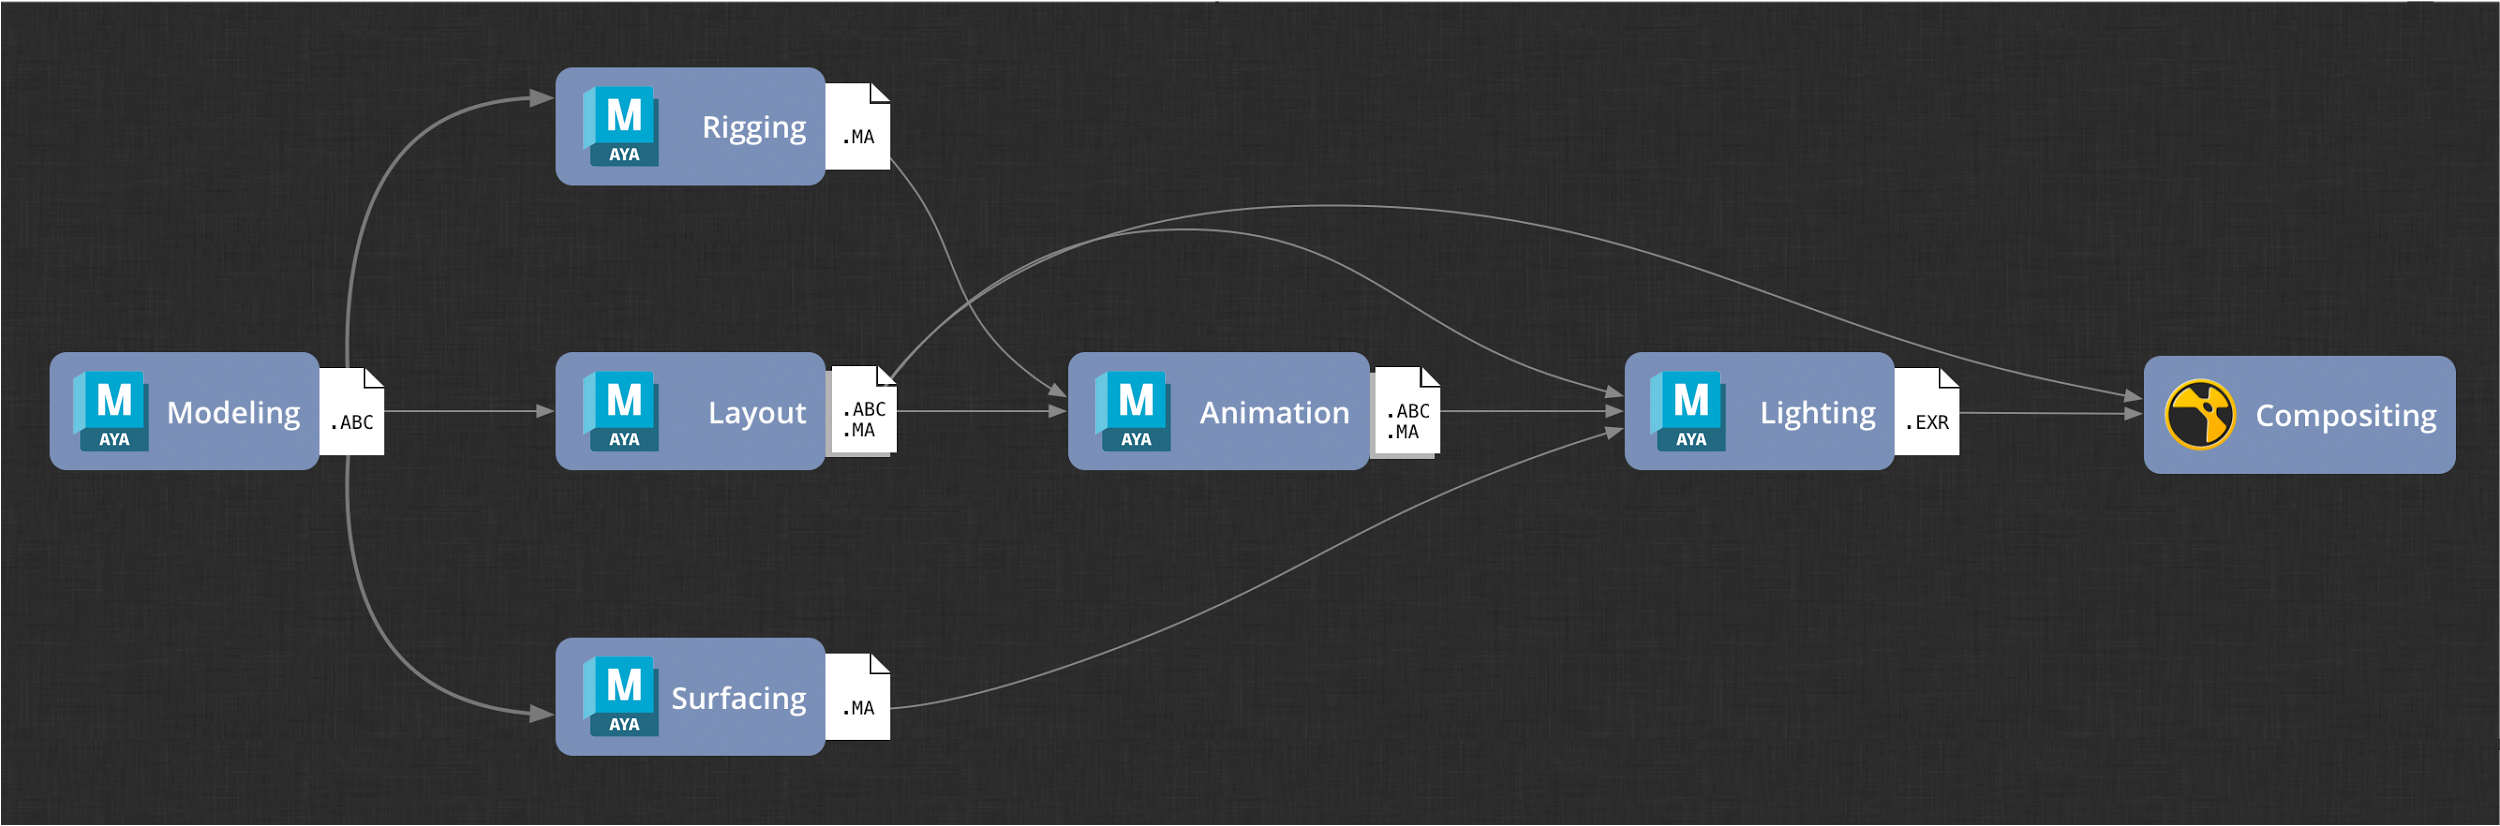 M
AYA
Rigging
.MA
M
AYA
Modeling
.ABC
M
AYA
Layout
.ABC
.MA
M
AYA
Animation
.ABC
.MA
M
AYA
Lighting
.EXR
Compositing
M
AYA
Surfacing
.MA